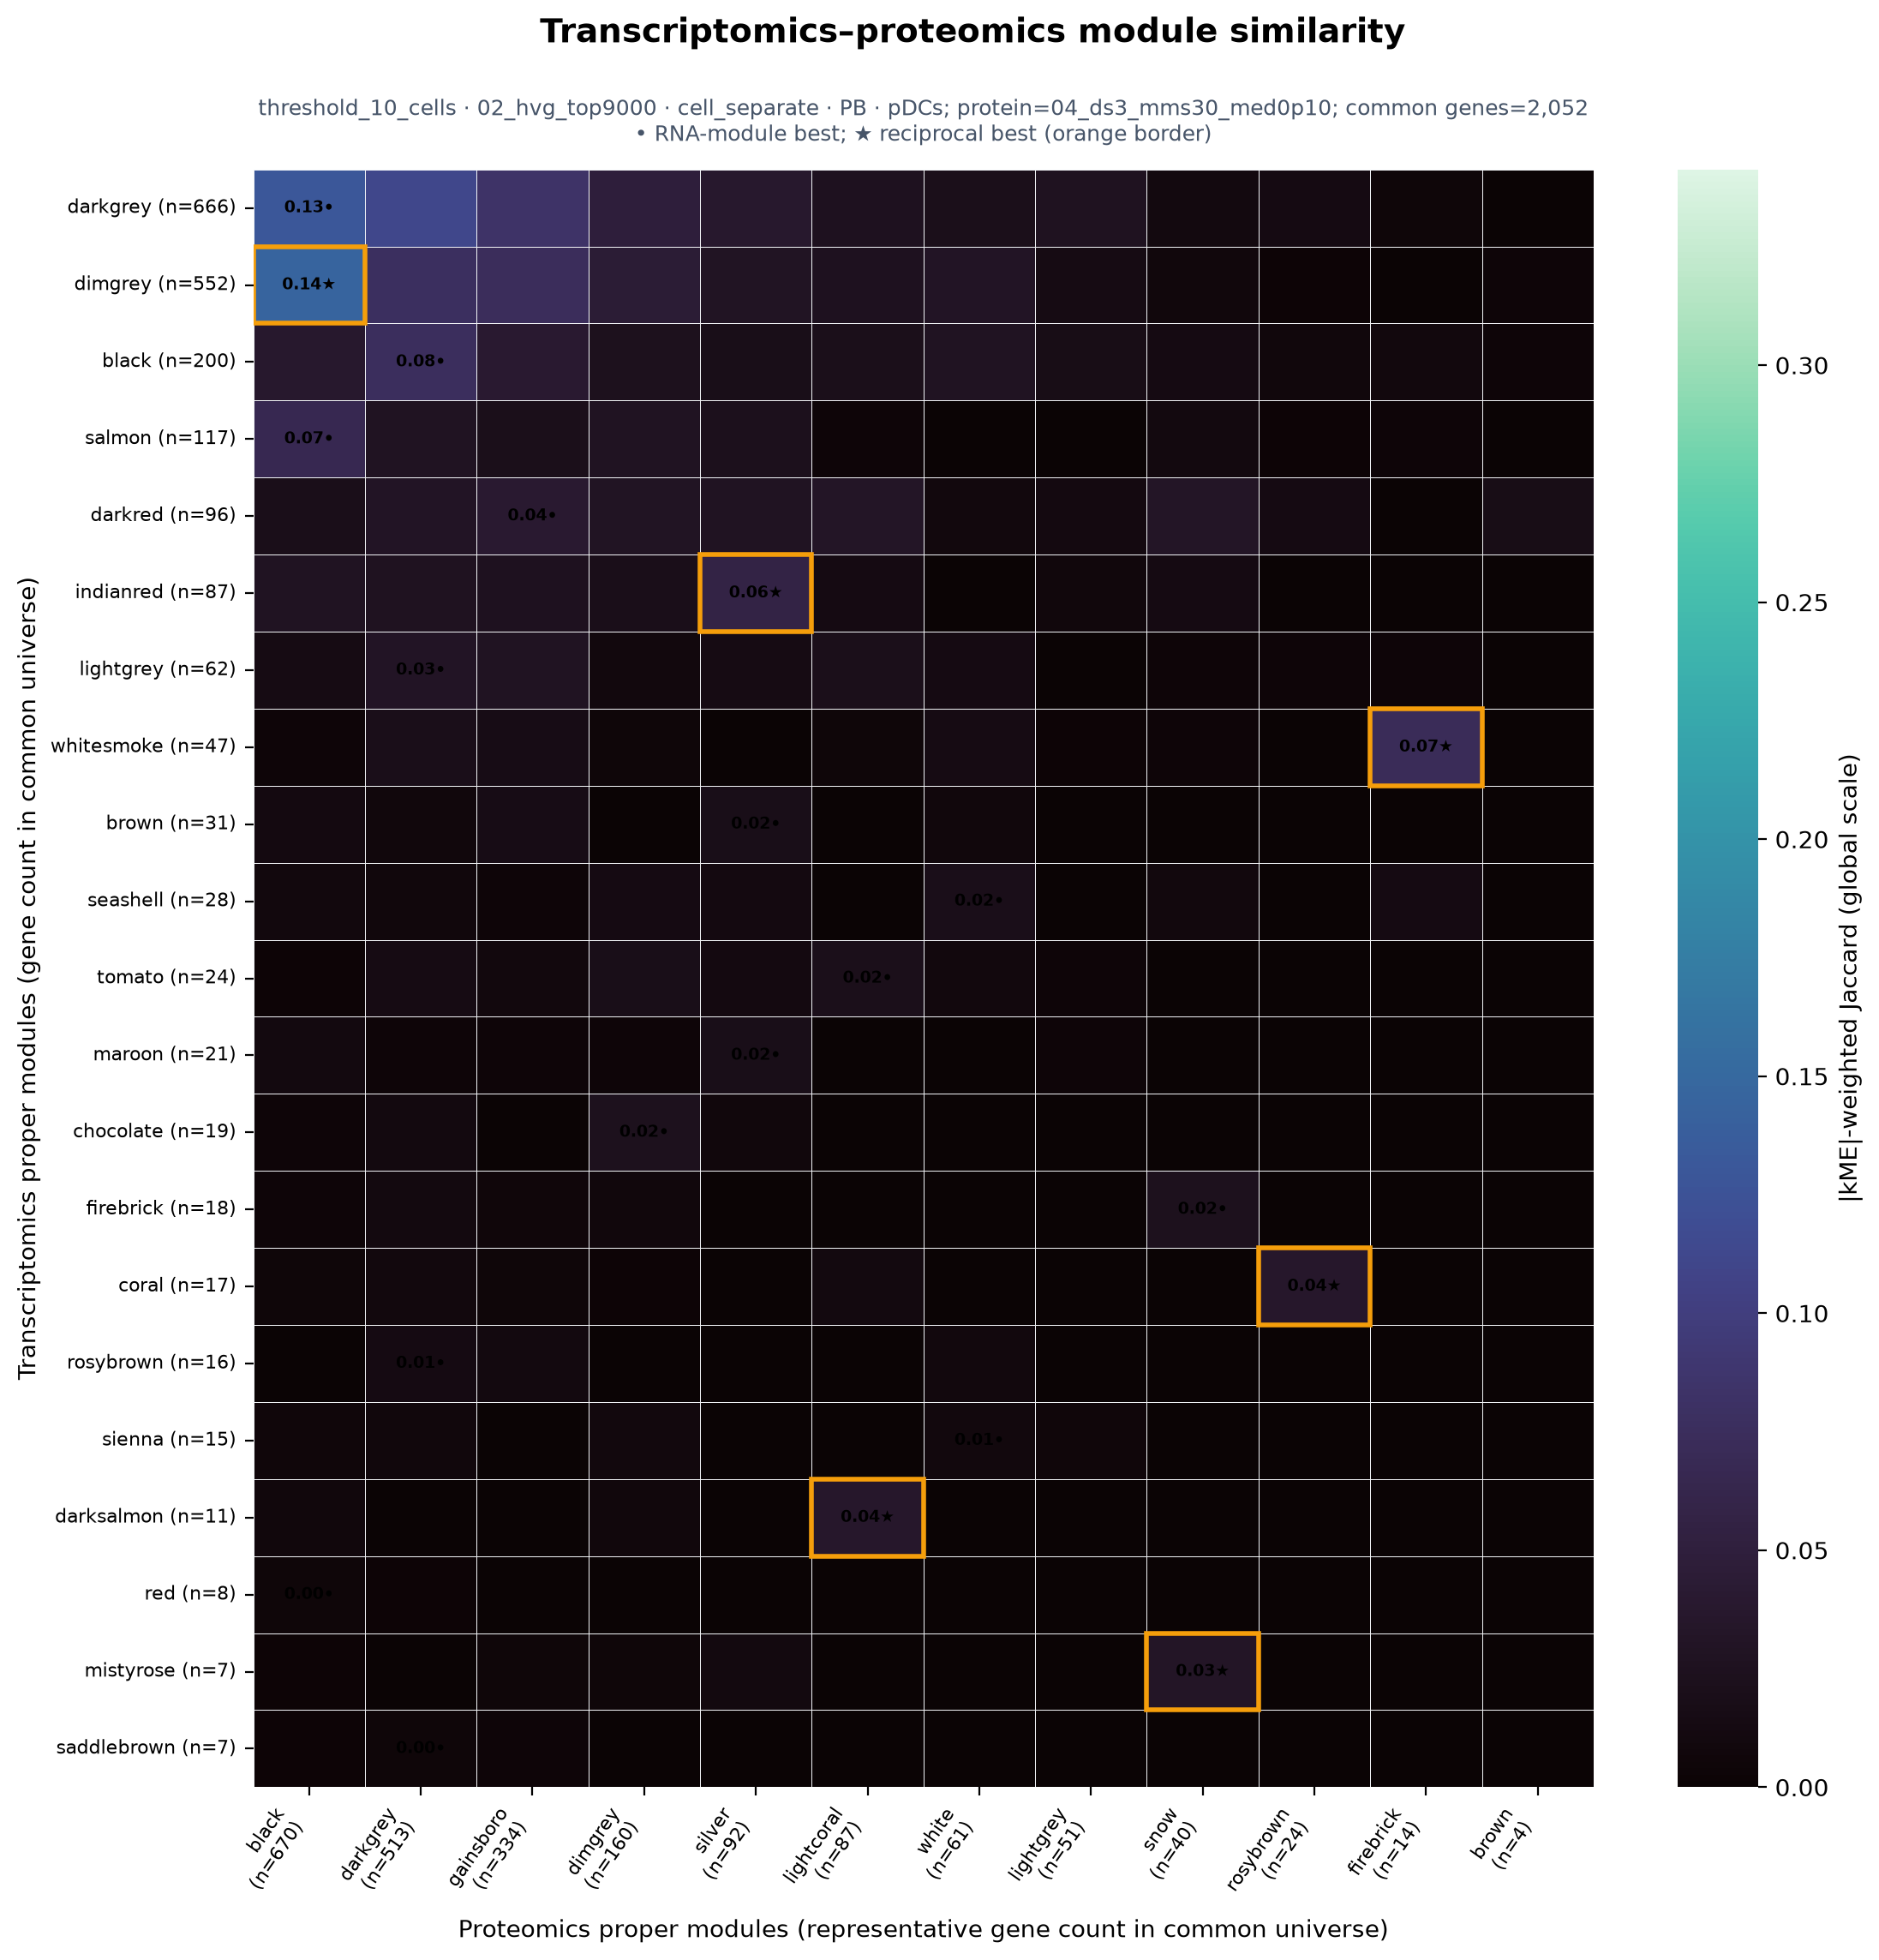 Transcriptomics–proteomics module similarity
threshold_10_cells · 02_hvg_top9000 · cell_separate · PB · pDCs; protein=04_ds3_mms30_med0p10; common genes=2,052
• RNA-module best; ★ reciprocal best (orange border)
Transcriptomics proper modules (gene count in common universe)
darkgrey (n=666)
0.13•
dimgrey (n=552)
0.14★
black (n=200)
0.08•
salmon (n=117)
0.07•
darkred (n=96)
0.04•
indianred (n=87)
0.06★
lightgrey (n=62)
0.03•
whitesmoke (n=47)
0.07★
brown (n=31)
0.02•
seashell (n=28)
0.02•
tomato (n=24)
0.02•
maroon (n=21)
0.02•
chocolate (n=19)
0.02•
firebrick (n=18)
0.02•
coral (n=17)
0.04★
rosybrown (n=16)
0.01•
sienna (n=15)
0.01•
darksalmon (n=11)
0.04★
red (n=8)
0.00•
mistyrose (n=7)
0.03★
saddlebrown (n=7)
0.00•
black
(n=670)
darkgrey
(n=513)
gainsboro
(n=334)
dimgrey
(n=160)
silver
(n=92)
lightcoral
(n=87)
white
(n=61)
lightgrey
(n=51)
snow
(n=40)
rosybrown
(n=24)
firebrick
(n=14)
brown
(n=4)
Proteomics proper modules (representative gene count in common universe)
0.30
0.25
0.20
0.15
0.10
0.05
0.00
|kME|-weighted Jaccard (global scale)